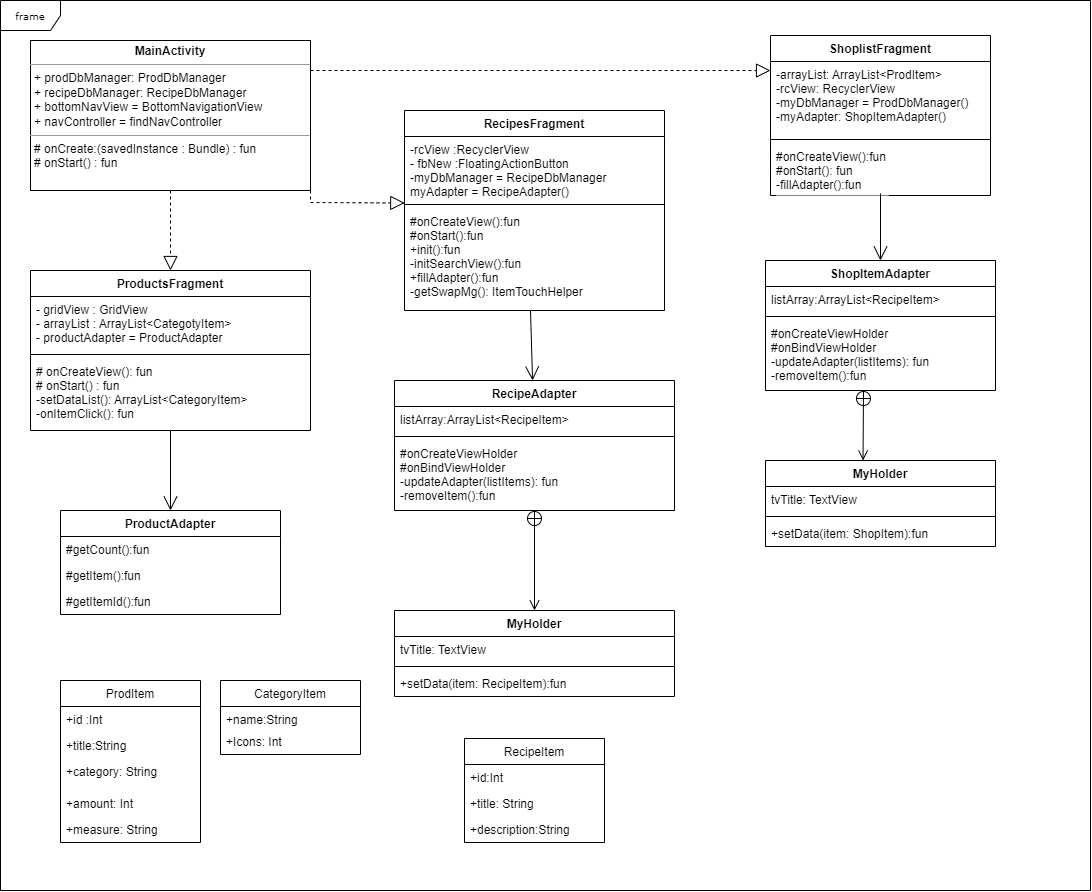 frame
MainActivity
+ prodDbManager: ProdDbManager
+ recipeDbManager: RecipeDbManager
+ bottomNavView = BottomNavigationView
+ navController = findNavController
# onCreate:(savedInstance : Bundle) : fun
# onStart() : fun
ProductsFragment
- gridView : GridView
- arrayList : ArrayList<CategotyItem>
- productAdapter = ProductAdapter
# onCreateView(): fun
# onStart() : fun
-setDataList(): ArrayList<CategoryItem>
-onItemClick(): fun
ProductAdapter
#getCount():fun
#getItem():fun
#getItemId():fun
ProdItem
+id :Int
+title:String
+category: String
+amount: Int
+measure: String
CategoryItem
+name:String
+Icons: Int
RecipesFragment
-rcView :RecyclerView
- fbNew :FloatingActionButton
-myDbManager = RecipeDbManager
myAdapter = RecipeAdapter()
#onCreateView():fun
#onStart():fun
+init():fun
-initSearchView():fun
+fillAdapter():fun
-getSwapMg(): ItemTouchHelper
RecipeAdapter
listArray:ArrayList<RecipeItem>
#onCreateViewHolder
#onBindViewHolder
-updateAdapter(listItems): fun
-removeItem():fun
MyHolder
tvTitle: TextView
+setData(item: RecipeItem):fun
RecipeItem
+id:Int
+title: String
+description:String
ShoplistFragment
-arrayList: ArrayList<ProdItem>
-rcView: RecyclerView
-myDbManager = ProdDbManager()
-myAdapter: ShopItemAdapter()
#onCreateView():fun
#onStart(): fun
-fillAdapter():fun
ShopItemAdapter
listArray:ArrayList<RecipeItem>
#onCreateViewHolder
#onBindViewHolder
-updateAdapter(listItems): fun
-removeItem():fun
MyHolder
tvTitle: TextView
+setData(item: ShopItem):fun